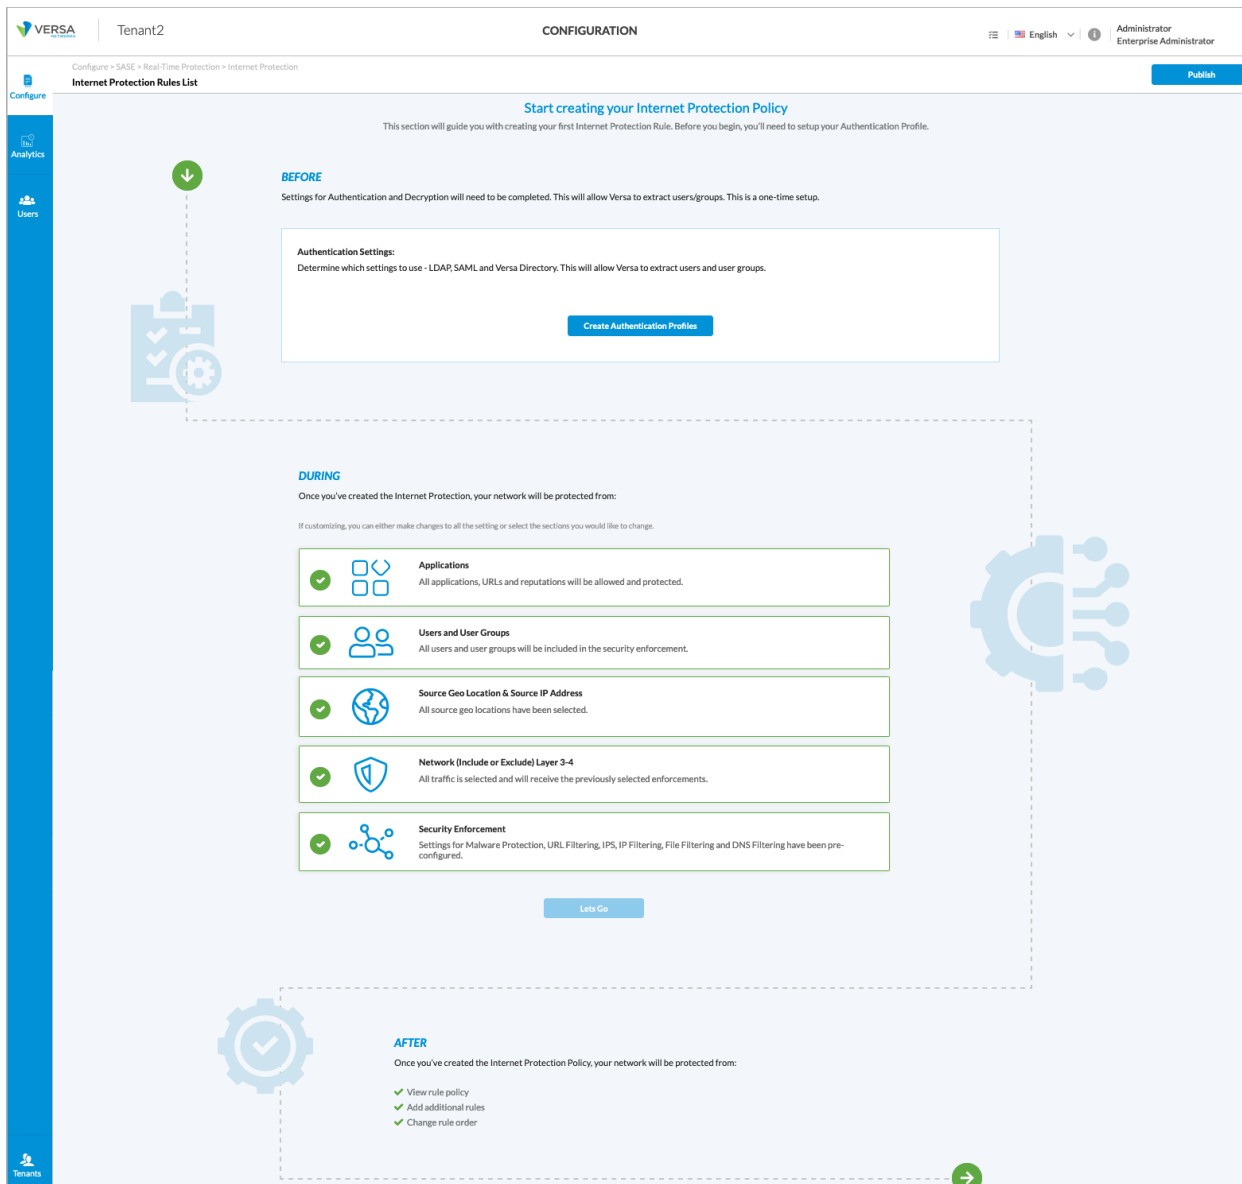 VERSA
NETWORKS
Tenant2
CONFIGURATION
English
Administrator
Enterprise Administrator
Configure > SASE > Real-Time Protection > Internet Protection
Internet Protection Rules List
Publish
Configure
Analytics
Users
Tenants
Start creating your Internet Protection Policy
This section will guide you with creating your first Internet Protection Rule. Before you begin, you'll need to setup your Authentication Profile.
BEFORE
Settings for Authentication and Decryption will need to be completed. This will allow Versa to extract users/groups. This is a one-time setup.
Authentication Settings:
Determine which settings to use - LDAP, SAML and Versa Directory. This will allow Versa to extract users and user groups.
Create Authentication Profiles
DURING
Once you've created the Internet Protection, your network will be protected from:
If customizing, you can either make changes to all the setting or select the sections you would like to change.
Applications
All applications, URLs and reputations will be allowed and protected.
Users and User Groups
All users and user groups will be included in the security enforcement.
Source Geo Location & Source IP Address
All source geo locations have been selected.
Network (Include or Exclude) Layer 3-4
All traffic is selected and will receive the previously selected enforcements.
Security Enforcement
Settings for Malware Protection, URL Filtering, IPS, IP Filtering, File Filtering and DNS Filtering have been pre-
configured.
Lets Go
AFTER
Once you've created the Internet Protection Policy, your network will be protected from:
View rule policy
Add additional rules
Change rule order